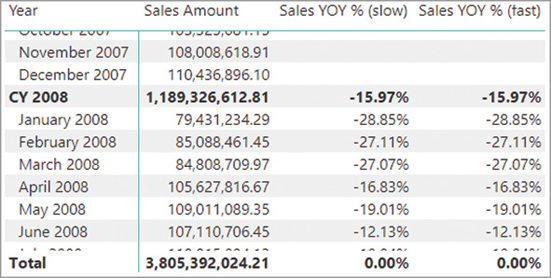 Year Sales Amount Sales YOY % (slow) Sales YOY % (fast)
October 2007
November 2007 108,008,618.91
December 2007 110,436,896.10
CY 2008 1,189,326,612.81 -15.97% -15.97%
January 2008 79,431,234.29 -28.85% -28.85%
February 2008 85,088,461.45 -27.11% -27.11%
March 2008 84,808,709.97 -27.07% -27.07%
April 2008 105,627,816.67 -16.83% -16.83%
May 2008 109,011,089.35 -19.01% -19.01%
June 2008 107,110,706.45 -12.13% -12.13%
Total 3,805,392,024.21 0.00% 0.00%